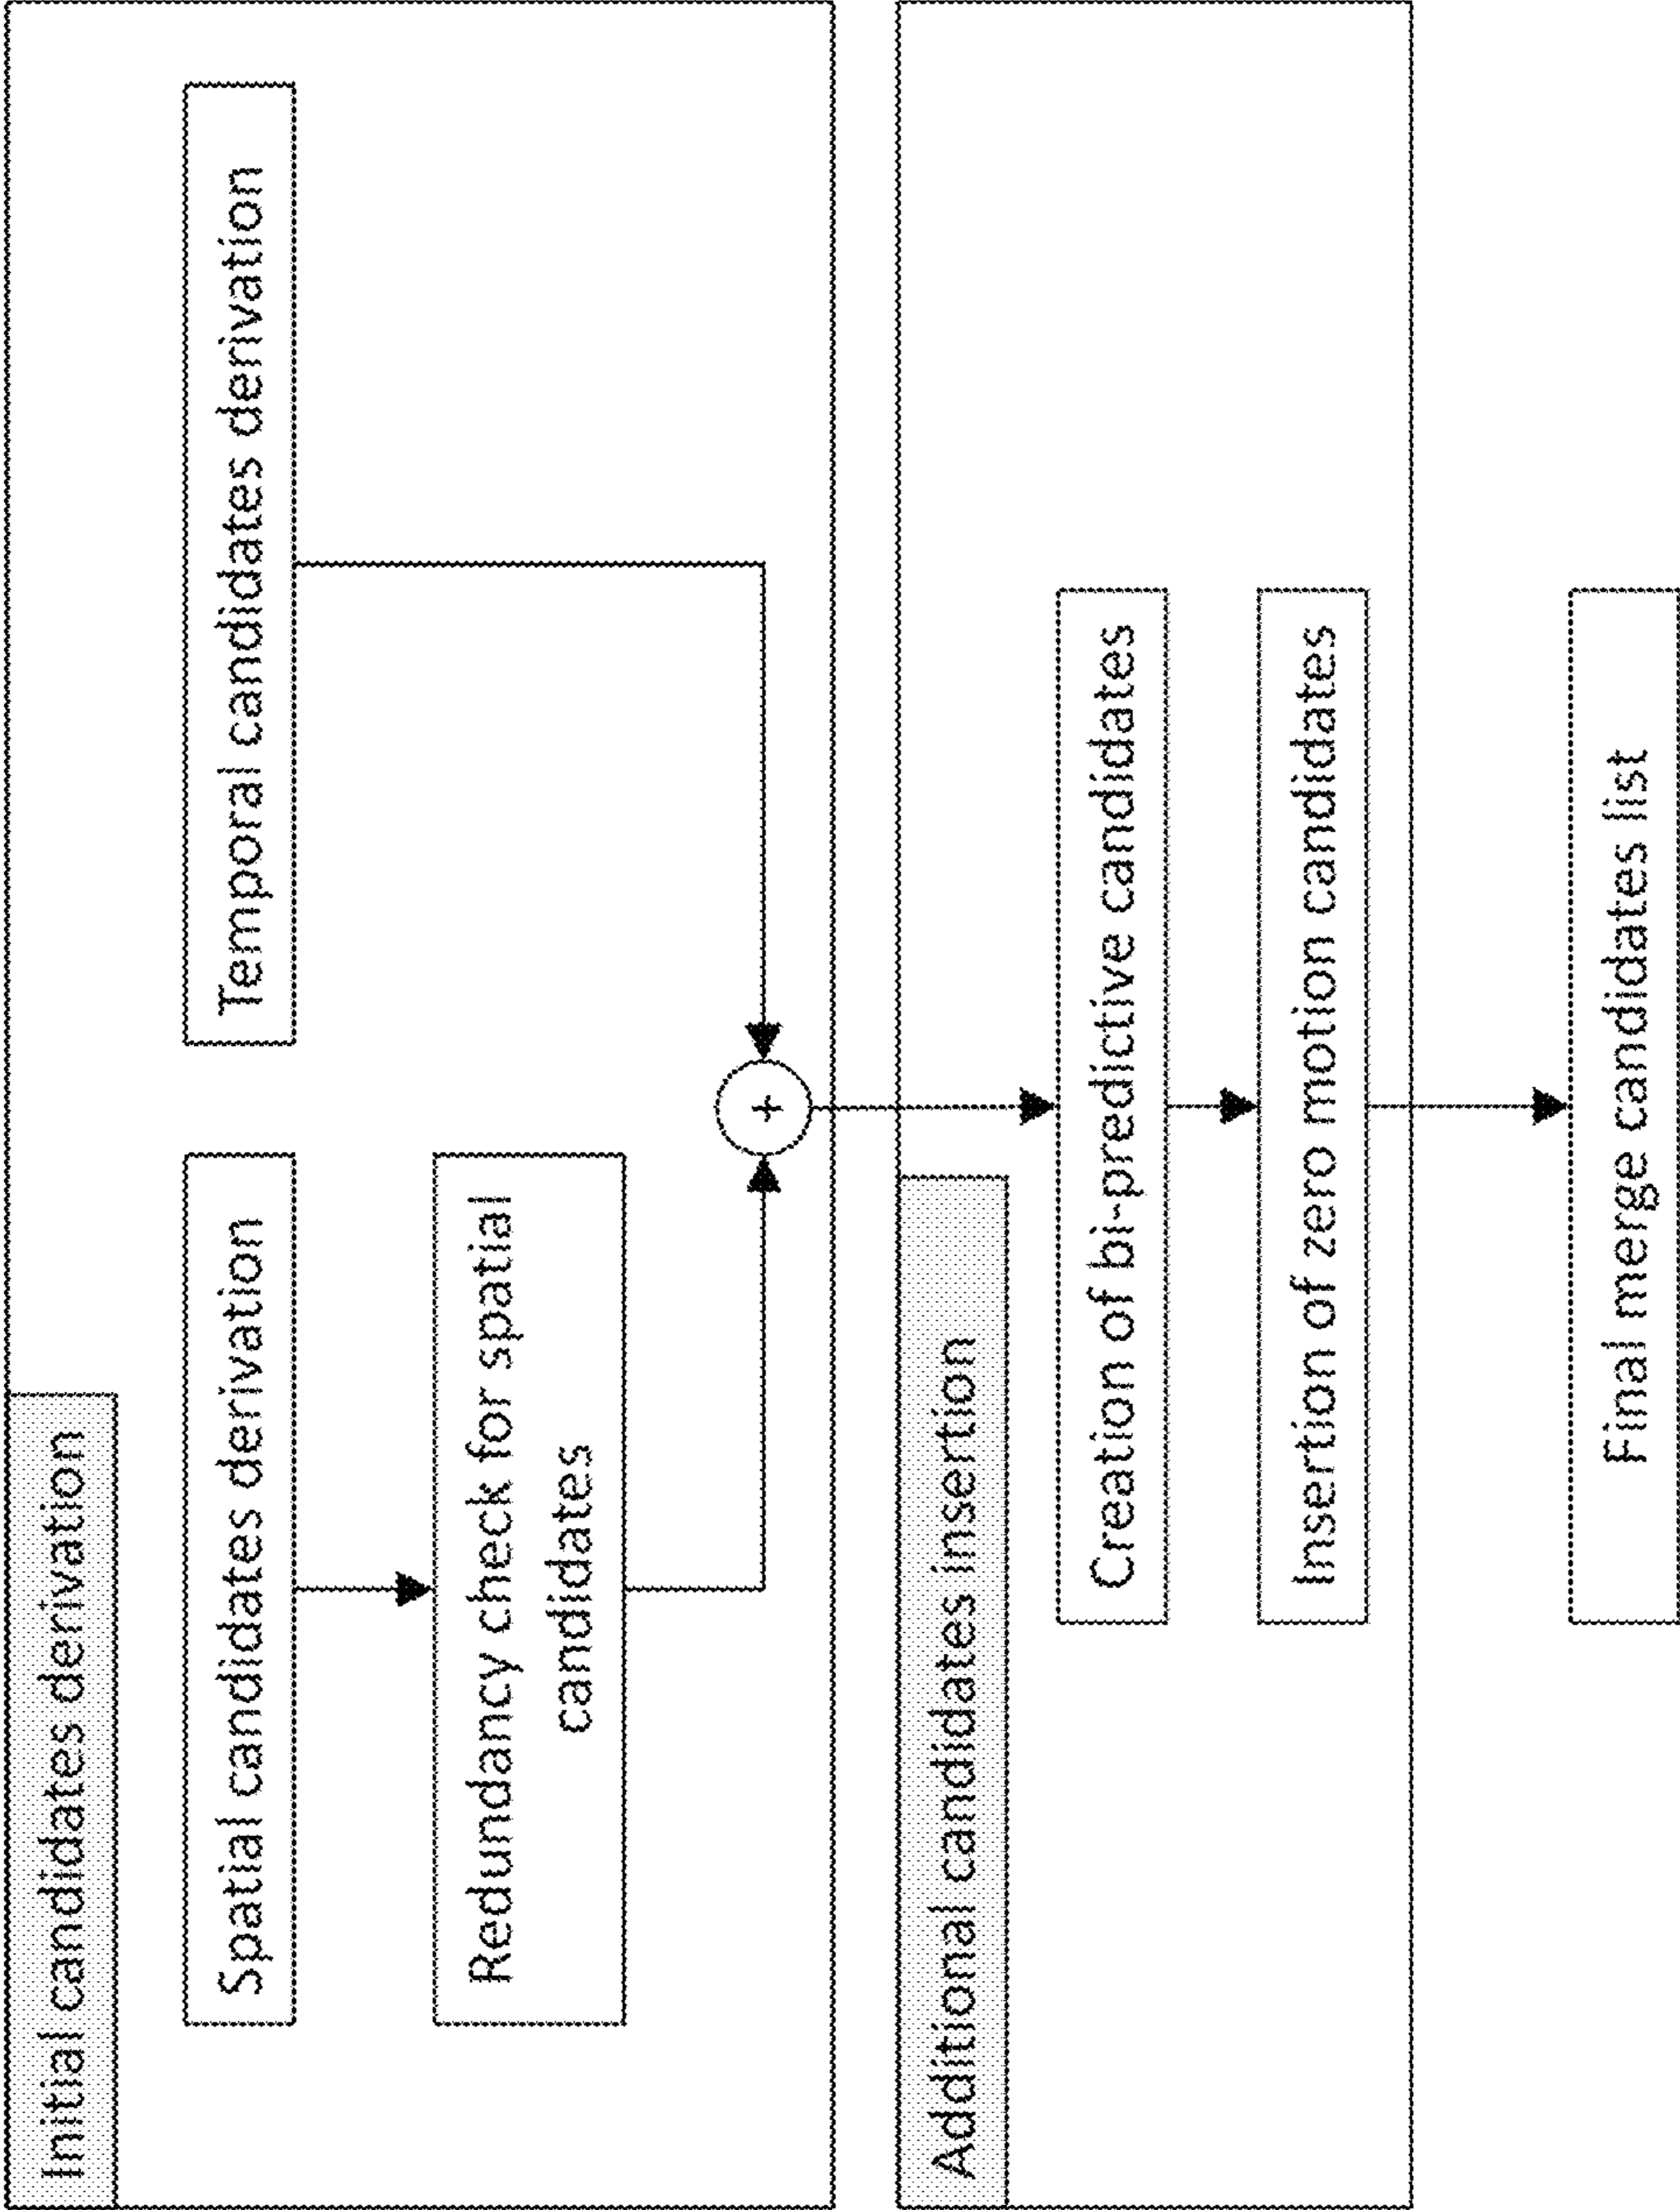 Initial candidates derivation
Spatial candidates derivation
Temporal candidates derivation
Redundancy check for spatial
candidates
+
Additional candidates insertion
Creation of bi-predictive candidates
Insertion of zero motion candidates
Final merge candidates list